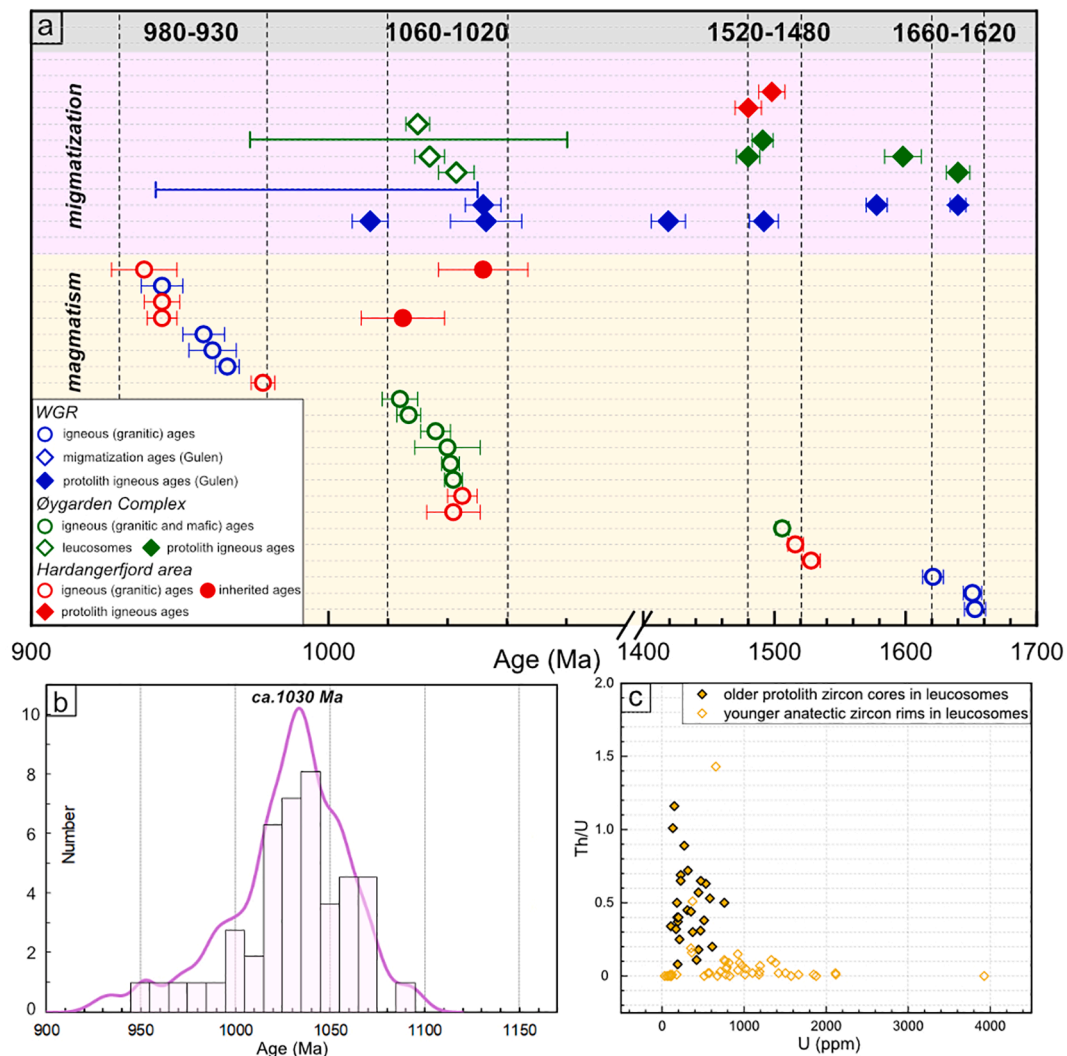 a
980-930 1060-1020 1520-1480 1660-1620
migmatization
magmatism
WGR
igneous (granitic) ages
migmatization ages (Gulen)
protolith igneous ages (Gulen)
Øygarden Complex
igneous (granitic and mafic) ages
leucosomes protolith igneous ages
Hardangerfjord area
igneous (granitic) ages inherited ages
protolith igneous ages
900 1000 1400 1500 1600 1700
Age (Ma)
b
ca.1030 Ma
10
8
6
4
2
0
Number
900 950 1000 1050 1100 1150
Age (Ma)
c
older protolith zircon cores in leucosomes
younger anatectic zircon rims in leucosomes
2.0
1.5
1.0
0.5
0
Th/U
0 1000 2000 3000 4000
U (ppm)